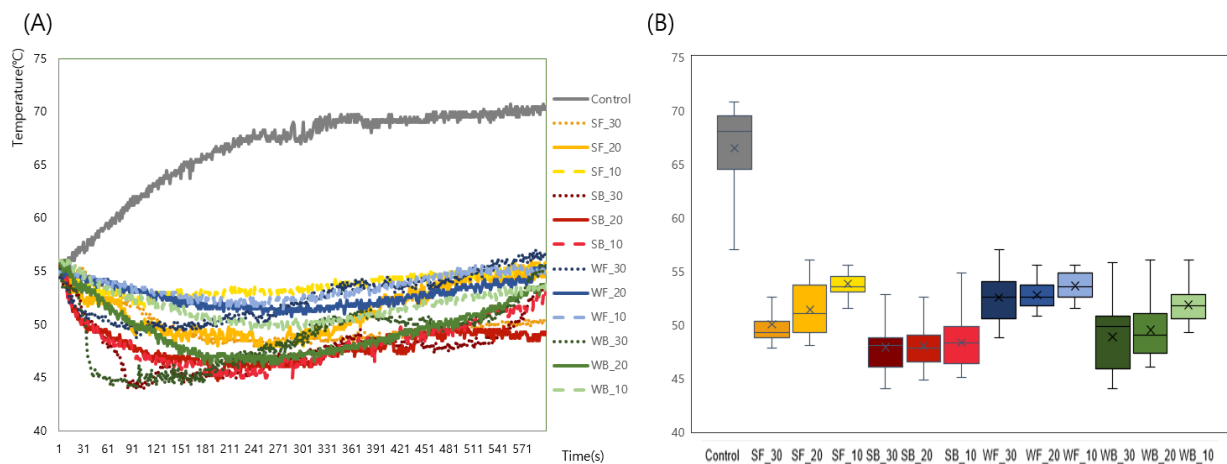 (A)
Temperature(℃)
75
70
65
60
55
50
45
40
1 31 61 91 121 151 181 211 241 271 301 331 361 391 421 451 481 511 541 571
Time(s)
Control
SF_30
SF_20
SF_10
SB_30
SB_20
SB_10
WF_30
WF_20
WF_10
WB_30
WB_20
WB_10
(B)
75
70
65
60
55
50
45
40
Control SF_30 SF_20 SF_10 SB_30 SB_20 SB_10 WF_30 WF_20 WF_10 WB_30 WB_20 WB_10